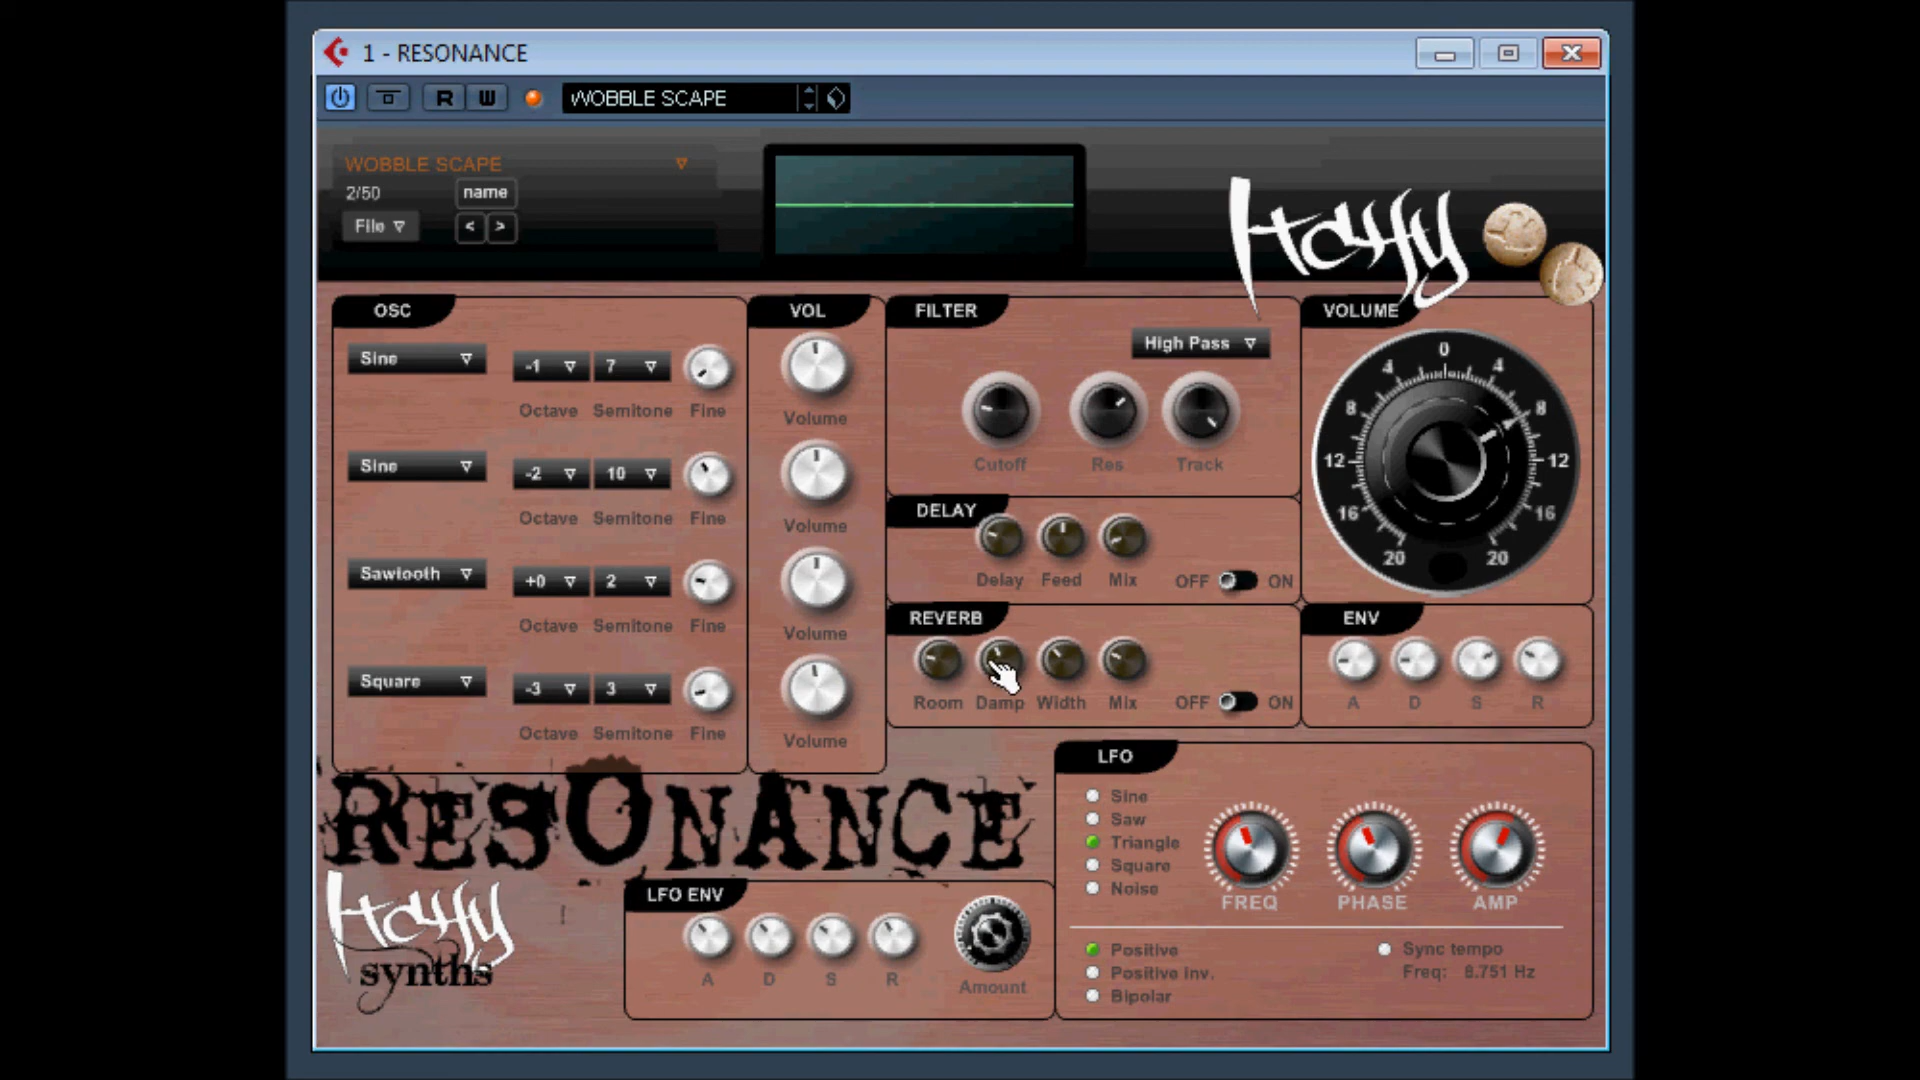 1 - RESONANCE
R W WOBBLE SCAPE
WOBBLE SCAPE
2/50 name
File < >
Itchy
OSC VOL FILTER VOLUME
Sine -1 7
Octave Semitone Fine Volume
High Pass
Cutoff Res Track
0
4 4
8 8
12 12
16 16
20 20
Sine -2 10
Octave Semitone Fine Volume
DELAY
Delay Feed Mix OFF ON
Sawtooth +0 2
Octave Semitone Fine Volume
REVERB
Room Damp Width Mix OFF ON
ENV
A D S R
Square -3 3
Octave Semitone Fine Volume
RESONANCE
Itchy
synths
LFO ENV
A D S R Amount
LFO
Sine
Saw
Triangle
Square
Noise
FREQ PHASE AMP
Positive
Positive Inv.
Bipolar
Sync tempo
Freq: 8.751 Hz